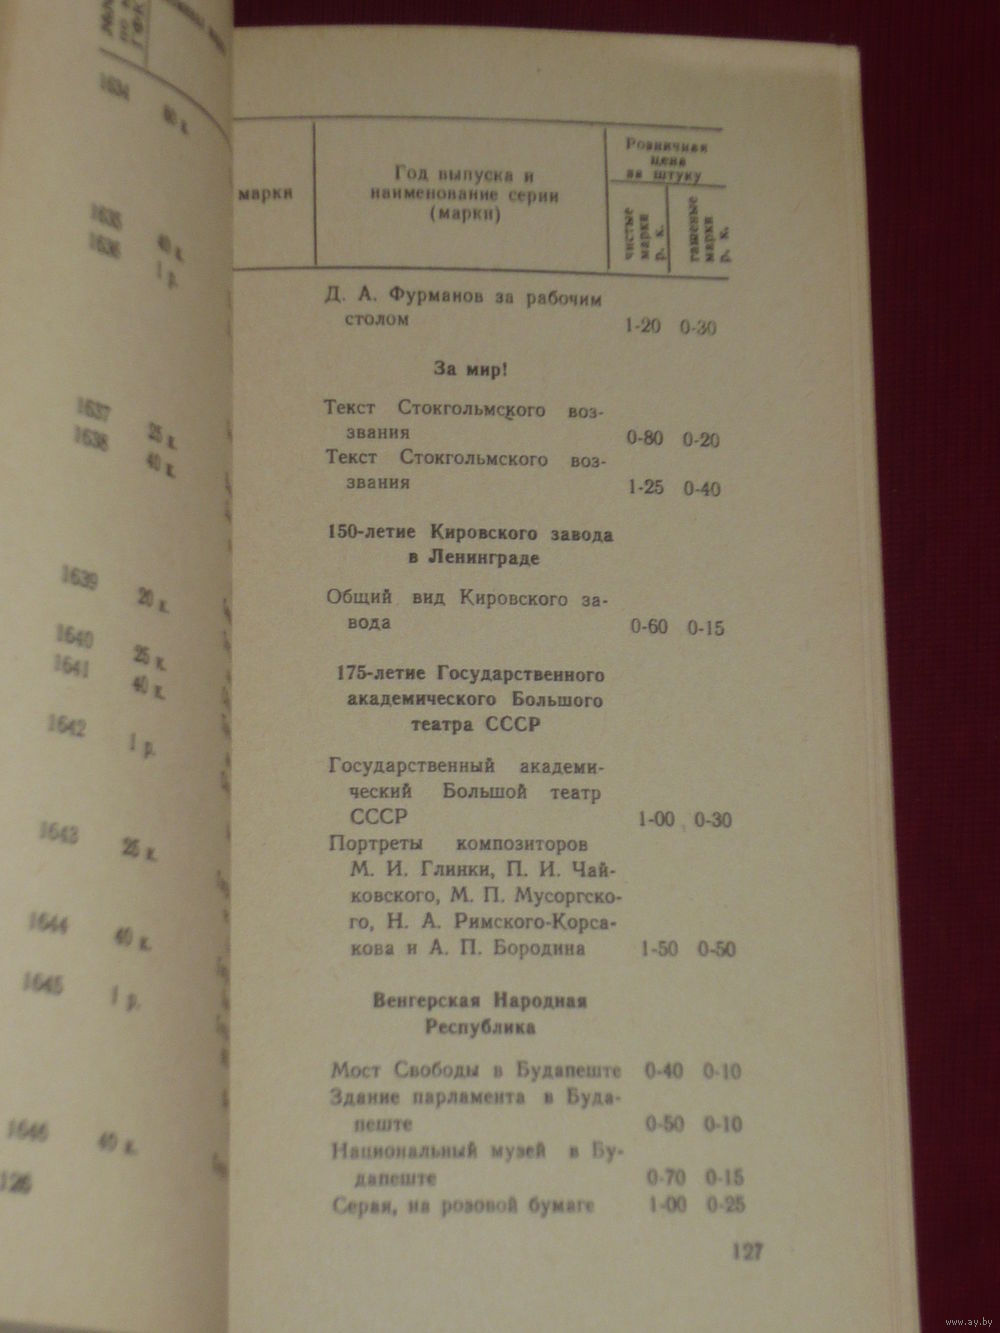 1634
80 к.
1635
40 к.
1636
1 р.
1637
25 к.
1638
40 к.
1639
20 к.
1640
25 к.
1641
40 к.
1642
1 р.
1643
25 к.
1644
40 к.
1645
1 р.
1646
40 к.
126
марки
Год выпуска и
наименование серии
(марки)
Розничная
цена
за штуку
чистые
марки
р. к.
гашеные
марки
р. к.
Д. А. Фурманов за рабочим
столом 1-20 0-30
За мир!
Текст Стокгольмского воз-
звания 0-80 0-20
Текст Стокгольмского воз-
звания 1-25 0-40
150-летие Кировского завода
в Ленинграде
Общий вид Кировского за-
вода 0-60 0-15
175-летие Государственного
академического Большого
театра СССР
Государственный академи-
ческий Большой театр
СССР 1-00 0-30
Портреты композиторов
М. И. Глинки, П. И. Чай-
ковского, М. П. Мусоргско-
го, Н. А. Римского-Корса-
кова и А. П. Бородина 1-50 0-50
Венгерская Народная
Республика
Мост Свободы в Будапеште 0-40 0-10
Здание парламента в Буда-
пеште 0-50 0-10
Национальный музей в Бу-
дапеште 0-70 0-15
Серая, на розовой бумаге 1-00 0-25
127
www.ay.by